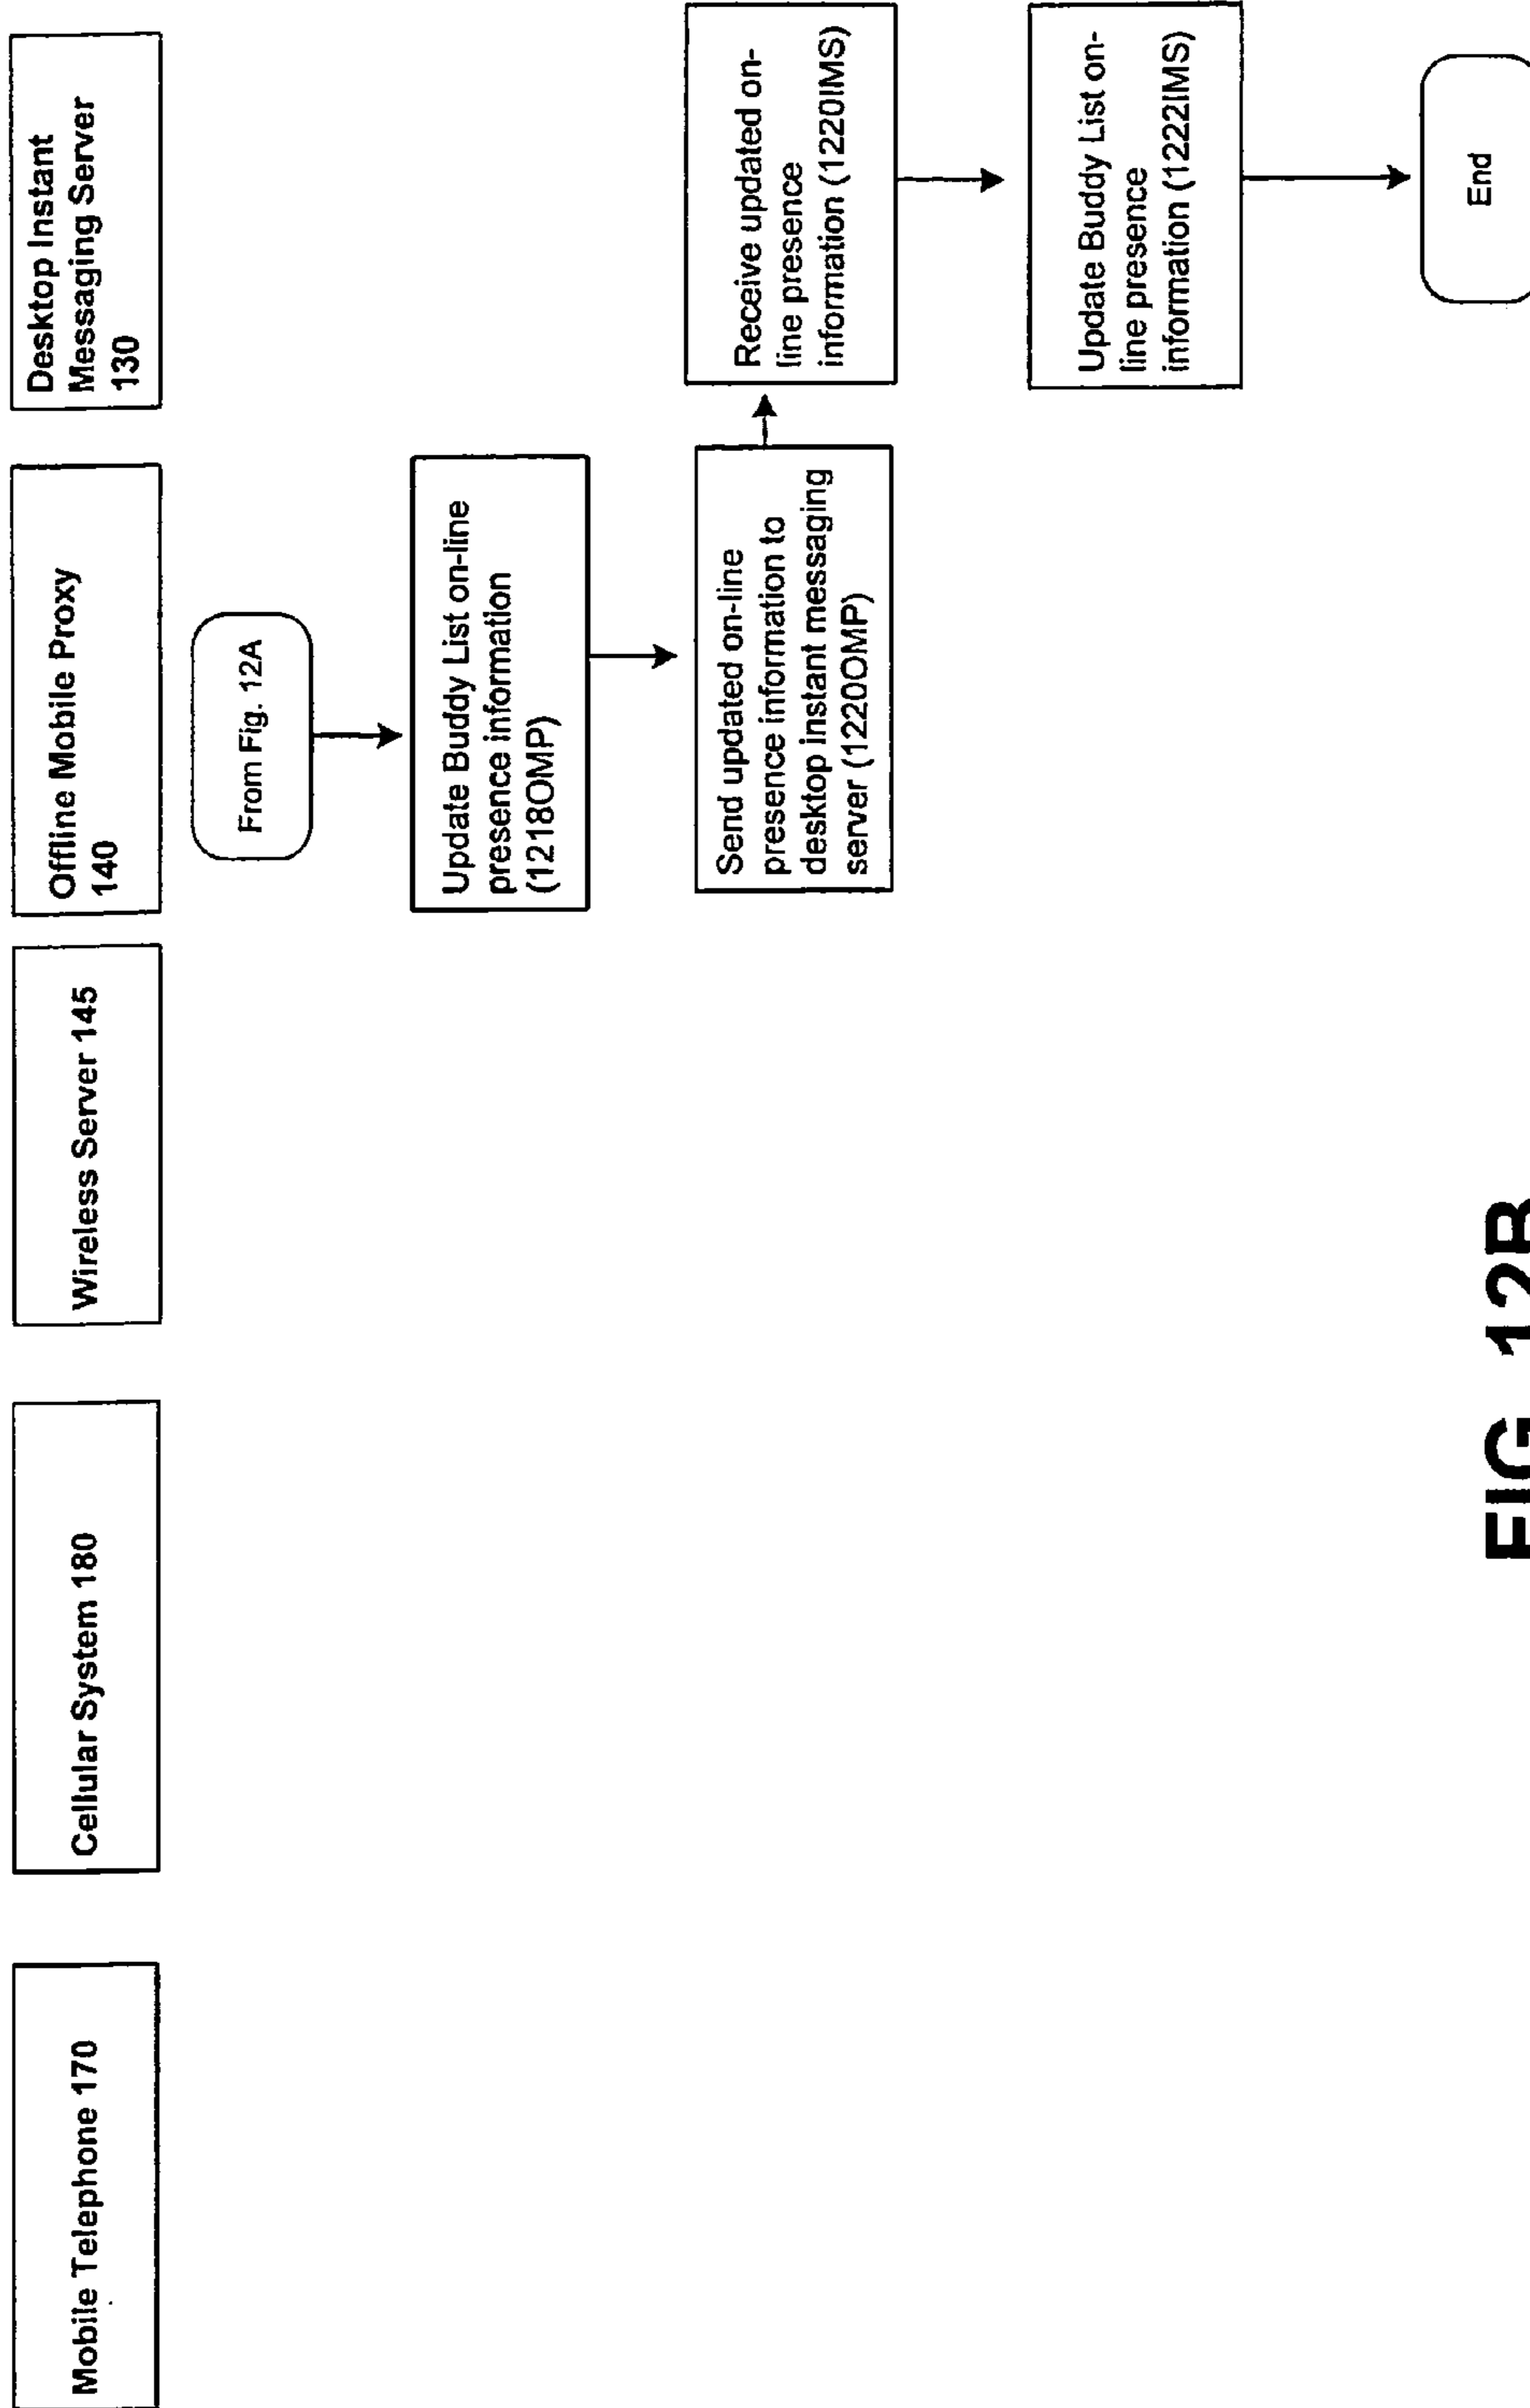 Mobile Telephone 170
Cellular System 180
Wireless Server 145
Offline Mobile Proxy
140
Desktop Instant
Messaging Server
130
From Fig. 12A
Update Buddy List on-line
presence information
(1218OMP)
Send updated on-line
presence information to
desktop instant messaging
server (1220OMP)
Receive updated on-
line presence
information (1220IMS)
Update Buddy List on-
line presence
information (1222IMS)
End
FIG. 12B